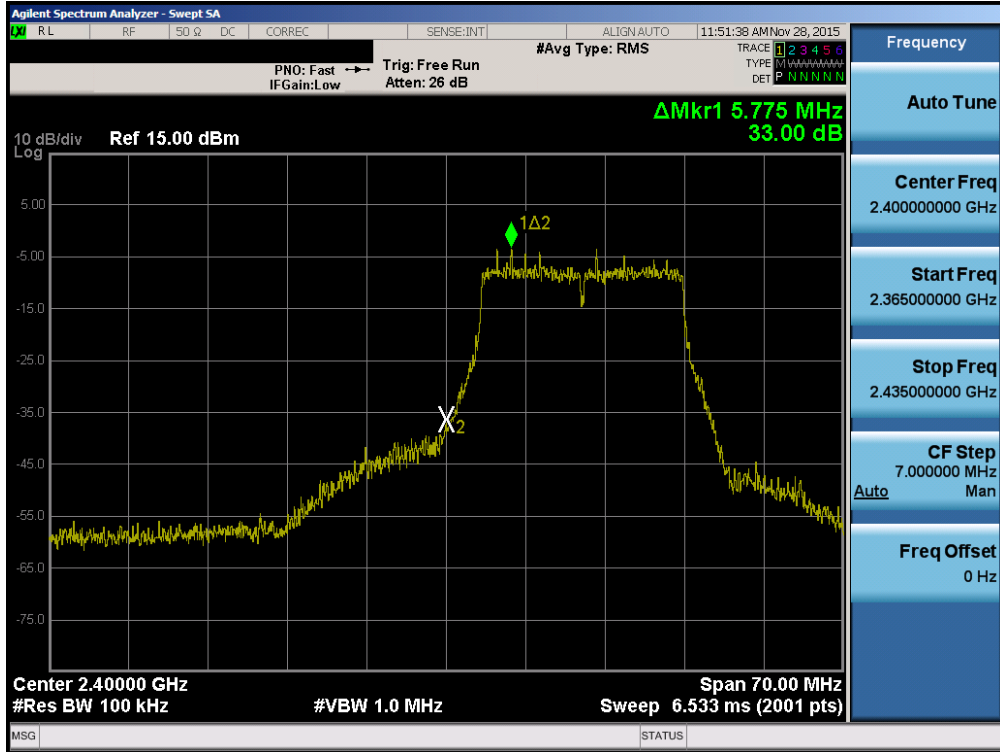 Agilent Spectrum Analyzer - Swept SA
LXI RL RF 50 Ω DC CORREC SENSE:INT ALIGN AUTO 11:51:38 AM Nov 28, 2015
#Avg Type: RMS
TRACE 1 2 3 4 5 6
PNO: Fast Trig: Free Run
TYPE M WWWWW
IFGain:Low Atten: 26 dB
DET P N N N N N
ΔMkr1 5.775 MHz
33.00 dB
10 dB/div Ref 15.00 dBm
Log
5.00
-5.00
-15.0
-25.0
-35.0
-45.0
-55.0
-65.0
-75.0
1Δ2
2
Center 2.40000 GHz Span 70.00 MHz
#Res BW 100 kHz #VBW 1.0 MHz Sweep 6.533 ms (2001 pts)
MSG STATUS
Frequency
Auto Tune
Center Freq
2.400000000 GHz
Start Freq
2.365000000 GHz
Stop Freq
2.435000000 GHz
CF Step
7.000000 MHz
Auto Man
Freq Offset
0 Hz